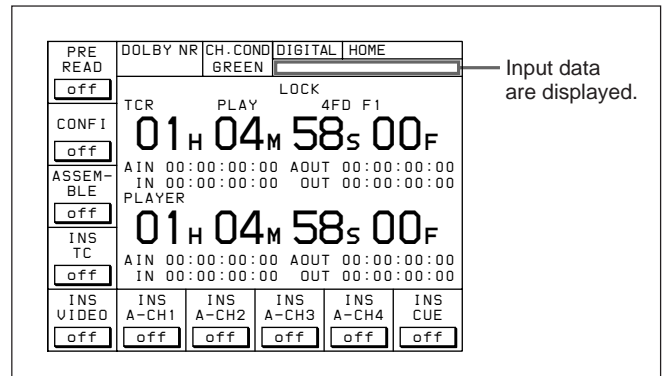 PRE READ
off
CONFI
off
ASSEM-
BLE
off
INS TC
off
DOLBY NR CH.COND DIGITAL HOME
GREEN
LOCK
TCR PLAY 4FD F1
01H 04M 58S 00F
AIN 00:00:00:00 AOUT 00:00:00:00
IN 00:00:00:00 OUT 00:00:00:00
PLAYER
01H 04M 58S 00F
AIN 00:00:00:00 AOUT 00:00:00:00
IN 00:00:00:00 OUT 00:00:00:00
INS VIDEO
off
INS A-CH1
off
INS A-CH2
off
INS A-CH3
off
INS A-CH4
off
INS CUE
off
Input data
are displayed.